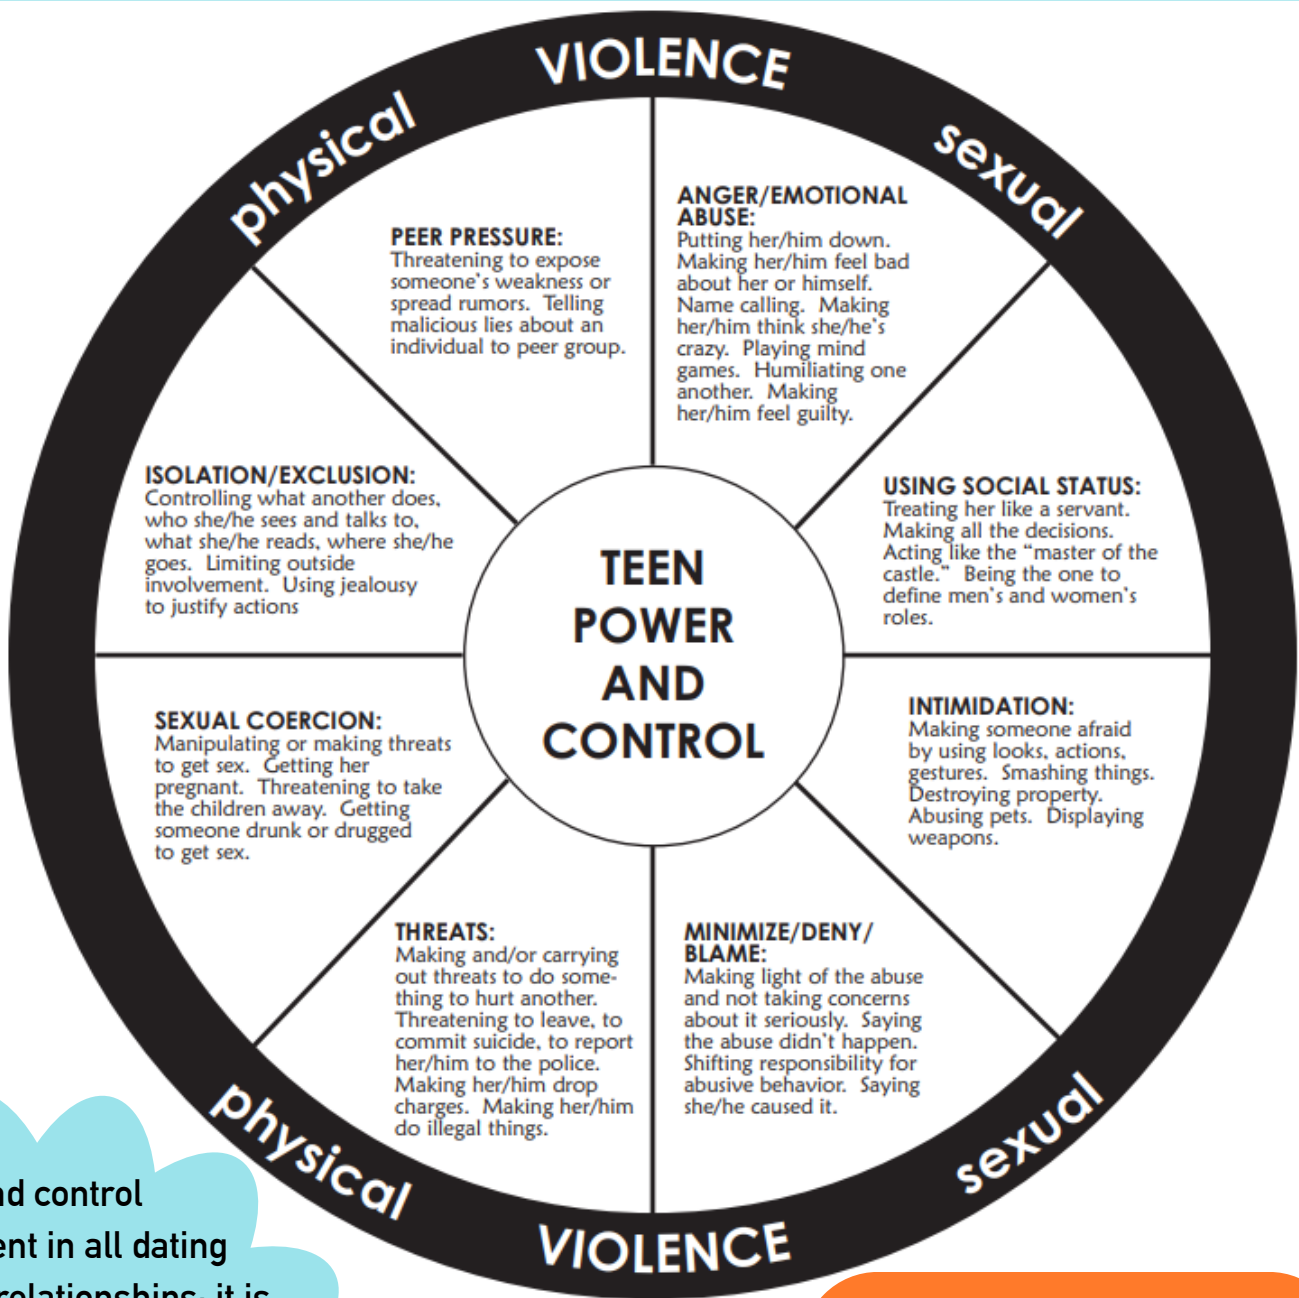 VIOLENCE
physical
sexual
PEER PRESSURE:
Threatening to expose
someone's weakness or
spread rumors. Telling
malicious lies about an
individual to peer group.
ANGER/EMOTIONAL
ABUSE:
Putting her/him down.
Making her/him feel bad
about her or himself.
Name calling. Making
her/him think she/he's
crazy. Playing mind
games. Humiliating one
another. Making
her/him feel guilty.
ISOLATION/EXCLUSION:
Controlling what another does,
who she/he sees and talks to,
what she/he reads, where she/he
goes. Limiting outside
involvement. Using jealousy
to justify actions
USING SOCIAL STATUS:
Treating her like a servant.
Making all the decisions.
Acting like the “master of the
castle.” Being the one to
define men's and women's
roles.
TEEN
POWER
AND
CONTROL
SEXUAL COERCION:
Manipulating or making threats
to get sex. Getting her
pregnant. Threatening to take
the children away. Getting
someone drunk or drugged
to get sex.
INTIMIDATION:
Making someone afraid
by using looks, actions,
gestures. Smashing things.
Destroying property.
Abusing pets. Displaying
weapons.
THREATS:
Making and/or carrying
out threats to do some-
thing to hurt another.
Threatening to leave, to
commit suicide, to report
her/him to the police.
Making her/him drop
charges. Making her/him
do illegal things.
MINIMIZE/DENY/
BLAME:
Making light of the abuse
and not taking concerns
about it seriously. Saying
the abuse didn't happen.
Shifting responsibility for
abusive behavior. Saying
she/he caused it.
physical
sexual
VIOLENCE
control
in all dating
relationships; it is